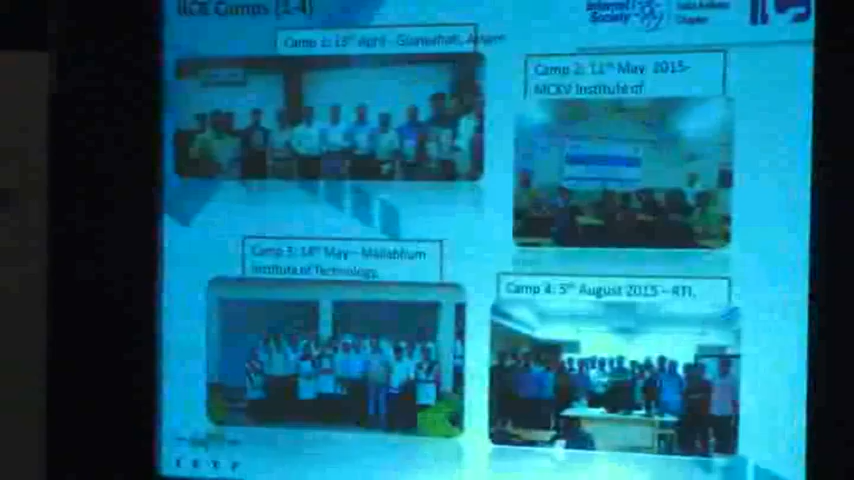 Camps (1-4)
Internet
Society
Chapter
Camp 1: 13th April - Guwahati, Assam
Camp 2: 11th May 2015-
MCKV Institute of
Camp 3: 14th May - Mallabhum
Institute of Technology,
Camp 4: 5th August 2015 - RTI,